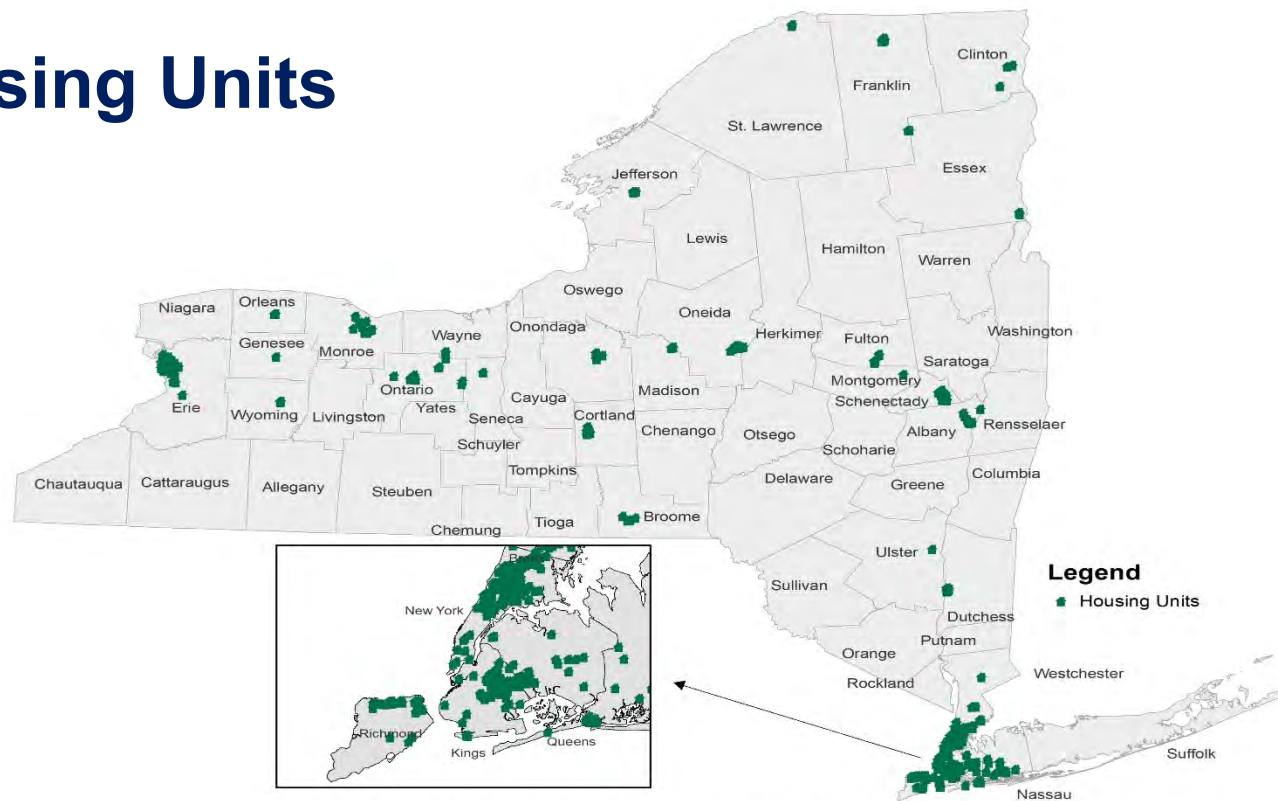 sing Units
Clinton
Franklin
St. Lawrence
Essex
Jefferson
Lewis
Hamilton
Warren
Oswego
Niagara
Orleans
Oneida
Wayne
Onondaga
Herkimer
Fulton
Washington
Genesee
Monroe
Saratoga
Montgomery
Madison
Ontario
Schenectady
Erie
Wyoming
Livingston
Yates
Seneca
Cayuga
Cortland
Chenango
Otsego
Albany
Rensselaer
Schuyler
Schoharie
Tompkins
Columbia
Chautauqua
Cattaraugus
Allegany
Steuben
Delaware
Greene
Chemung
Tioga
Broome
Ulster
Sullivan
Legend
Housing Units
Dutchess
Putnam
Orange
Rockland
Westchester
Suffolk
Nassau
New York
Richmond
Kings
Queens